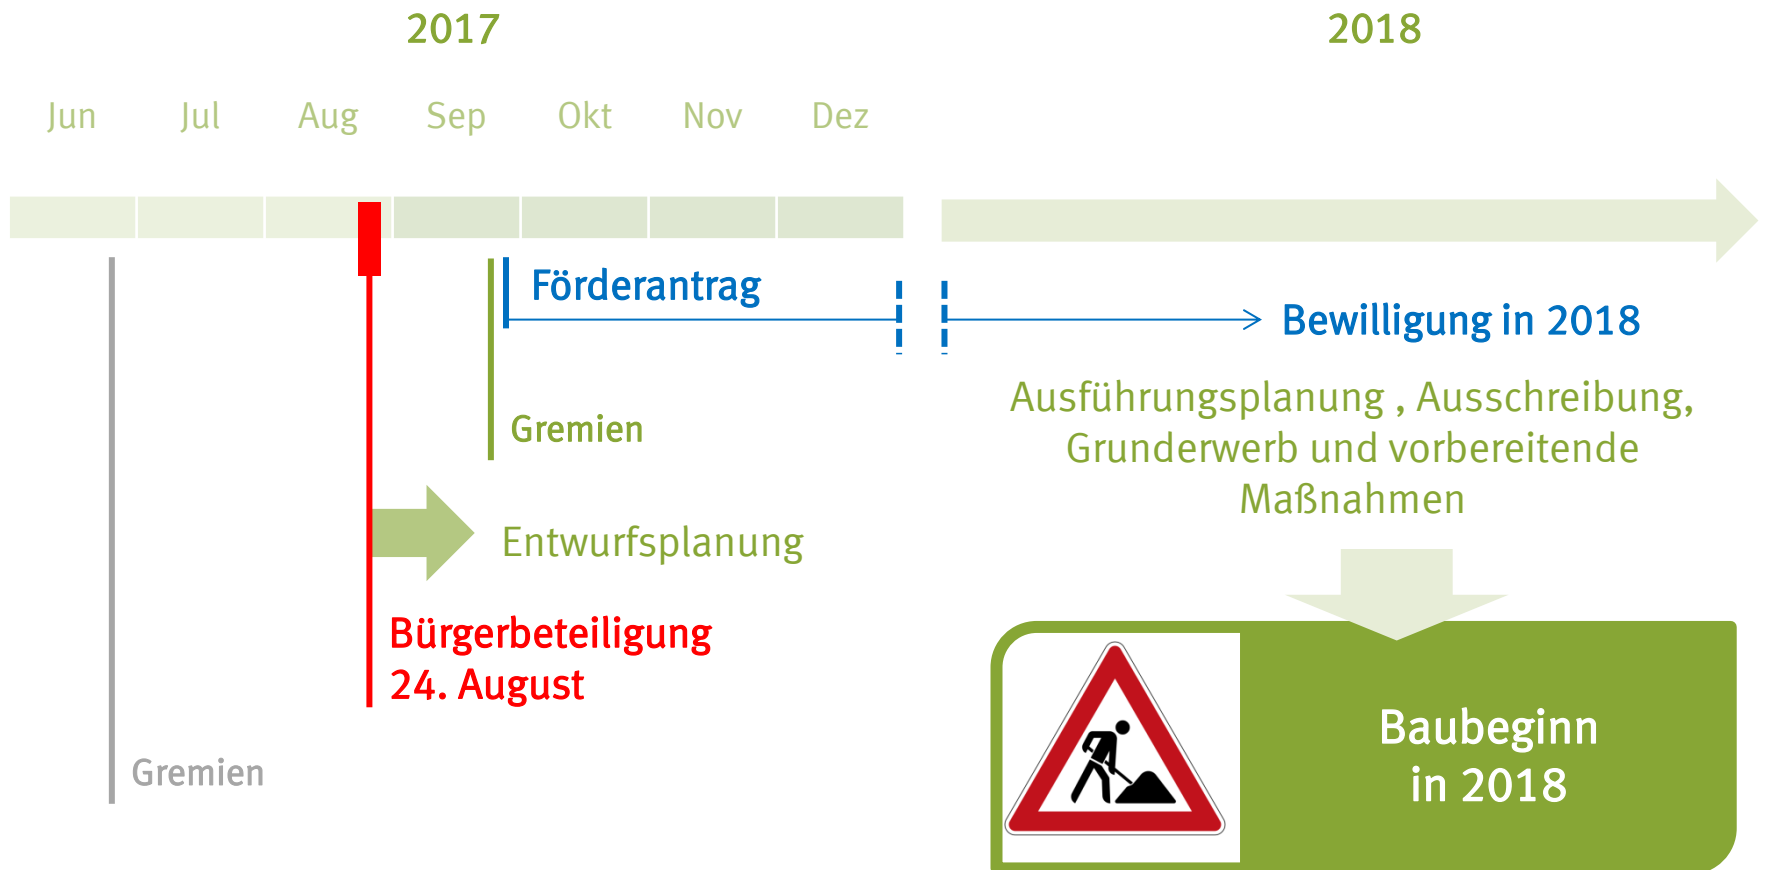 2017
2018
Jun
Jul
Aug
Sep
Okt
Nov
Dez
Förderantrag
Bewilligung in 2018
Gremien
Ausführungsplanung , Ausschreibung,
Grunderwerb und vorbereitende
Maßnahmen
Entwurfsplanung
Bürgerbeteiligung
24. August
Gremien
Baubeginn
in 2018